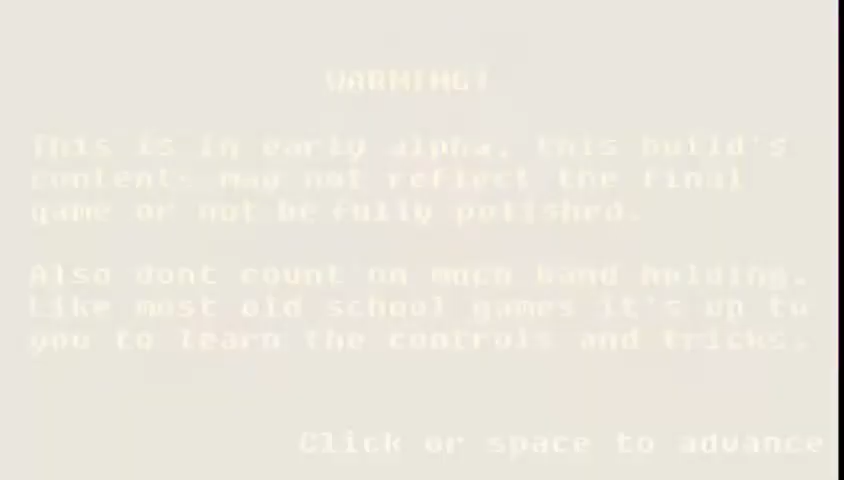 WARNING!
This is in early alpha, this build's
content may not reflect the final
game or not be fully polished.
Also dont count on much hand holding.
Like most old school games it's up to
you to learn the controls and tricks.
Click or space to advance